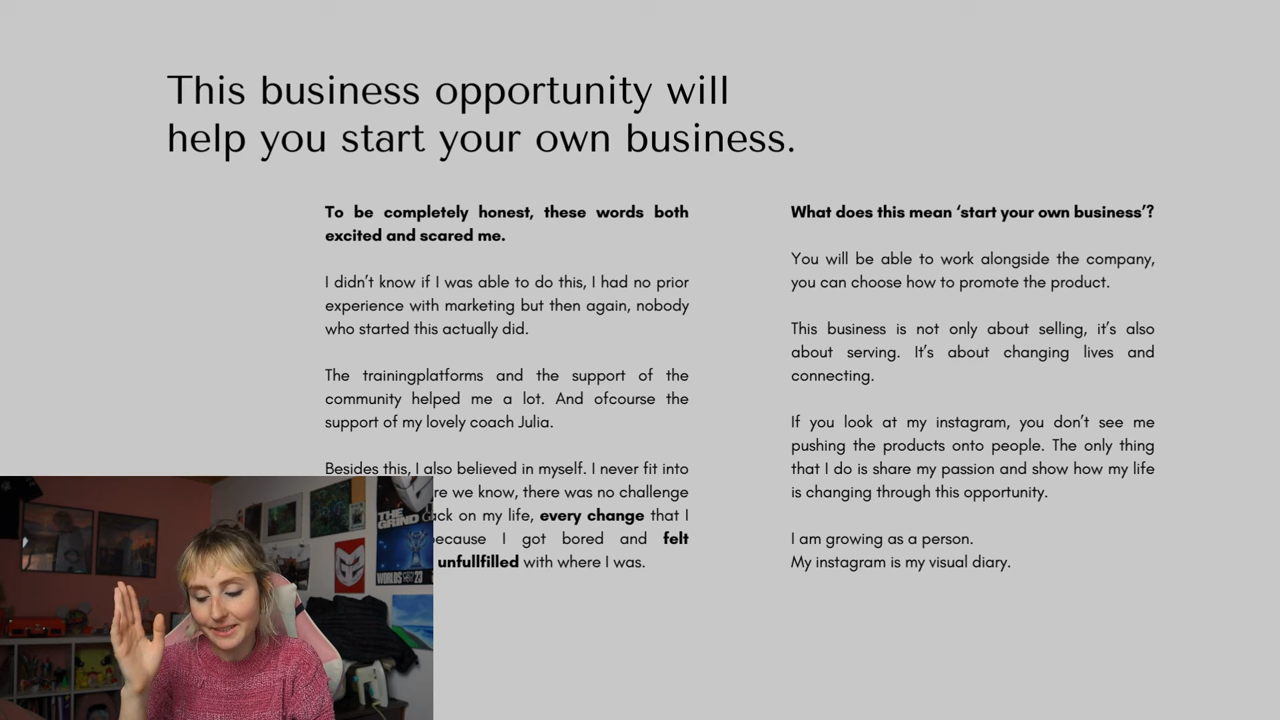 This business opportunity will
help you start your own business.
To be completely honest, these words both
excited and scared me.
I didn't know if I was able to do this, I had no prior
experience with marketing but then again, nobody
who started this actually did.
The trainingplatforms and the support of the
community helped me a lot. And ofcourse the
support of my lovely coach Julia.
Besides this, I also believed in myself. I never fit into
re we know, there was no challenge
ack on my life, every change that I
because I got bored and felt
unfullfilled with where I was.
What does this mean ‘start your own business’?
You will be able to work alongside the company,
you can choose how to promote the product.
This business is not only about selling, it's also
about serving. It's about changing lives and
connecting.
If you look at my instagram, you don't see me
pushing the products onto people. The only thing
that I do is share my passion and show how my life
is changing through this opportunity.
I am growing as a person.
My instagram is my visual diary.
THE
GRIND
WORLDS 23